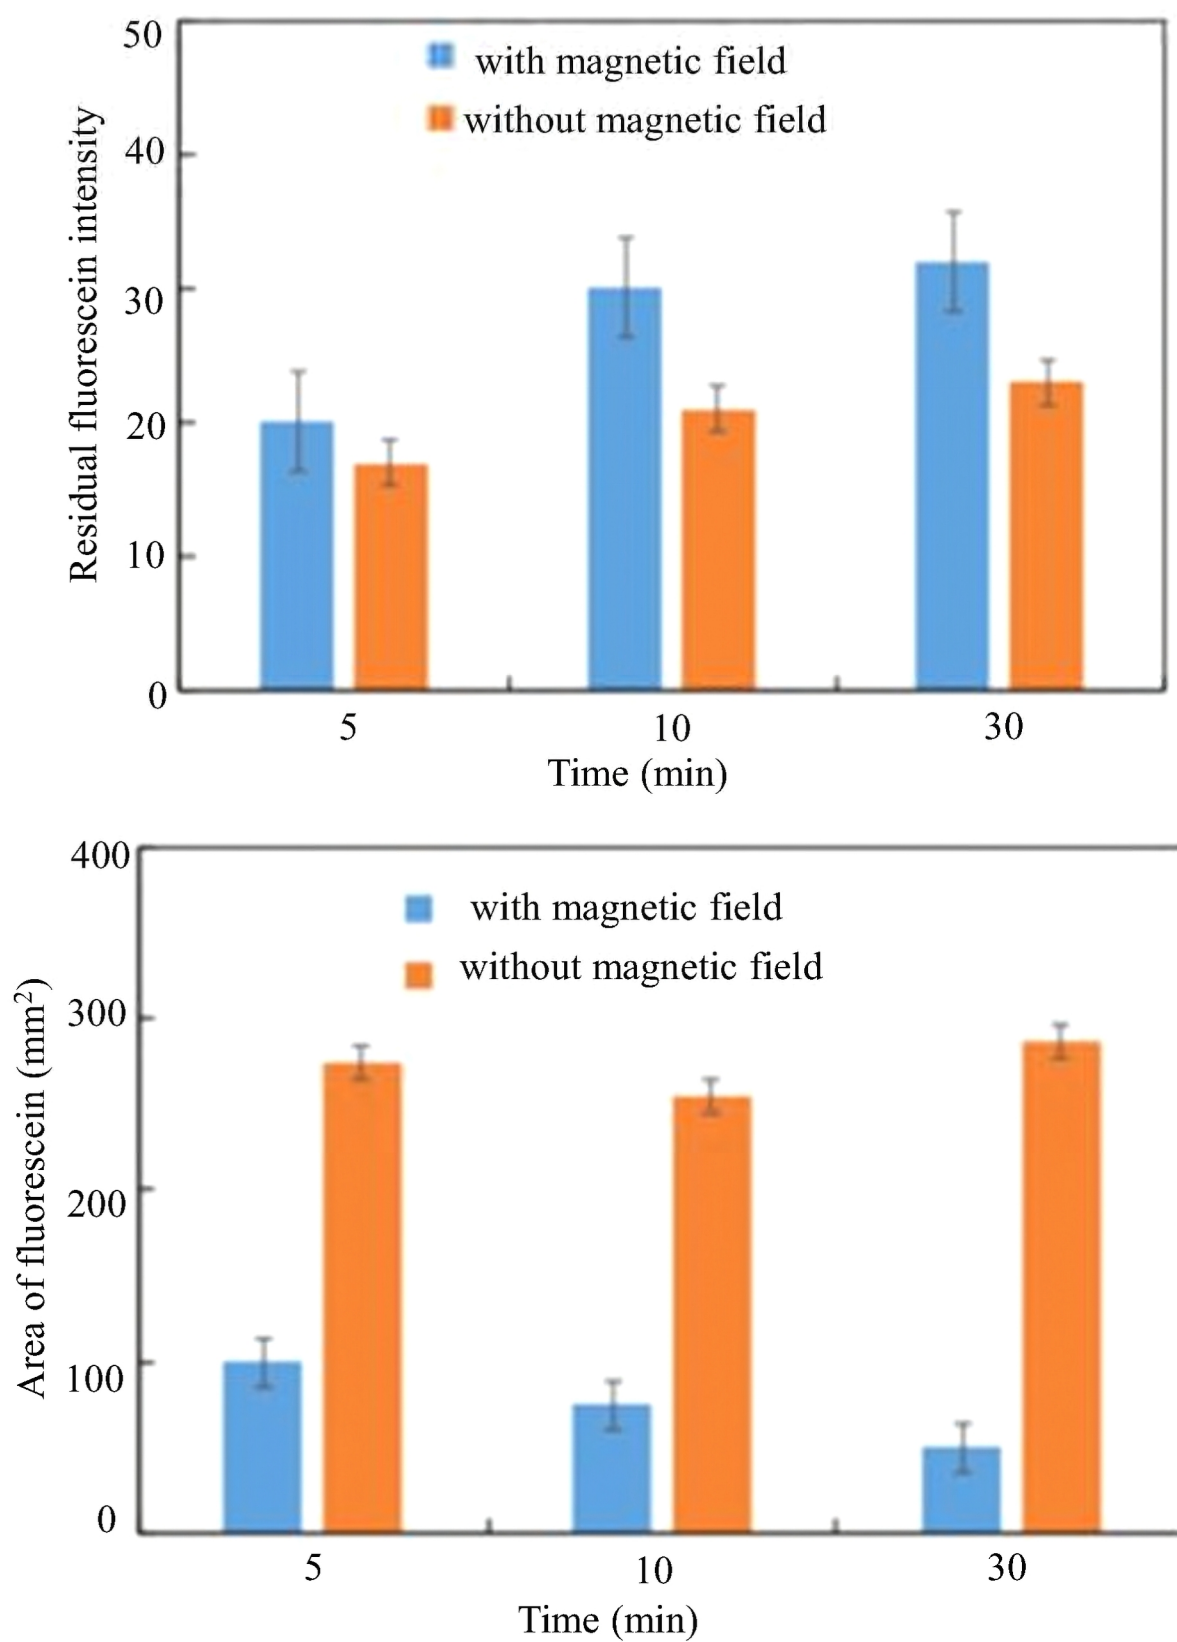 50
with magnetic field
without magnetic field
40
30
20
10
0
Residual fluorescein intensity
5 10 30
Time (min)
400
with magnetic field
without magnetic field
300
200
100
0
Area of fluorescein (mm²)
5 10 30
Time (min)